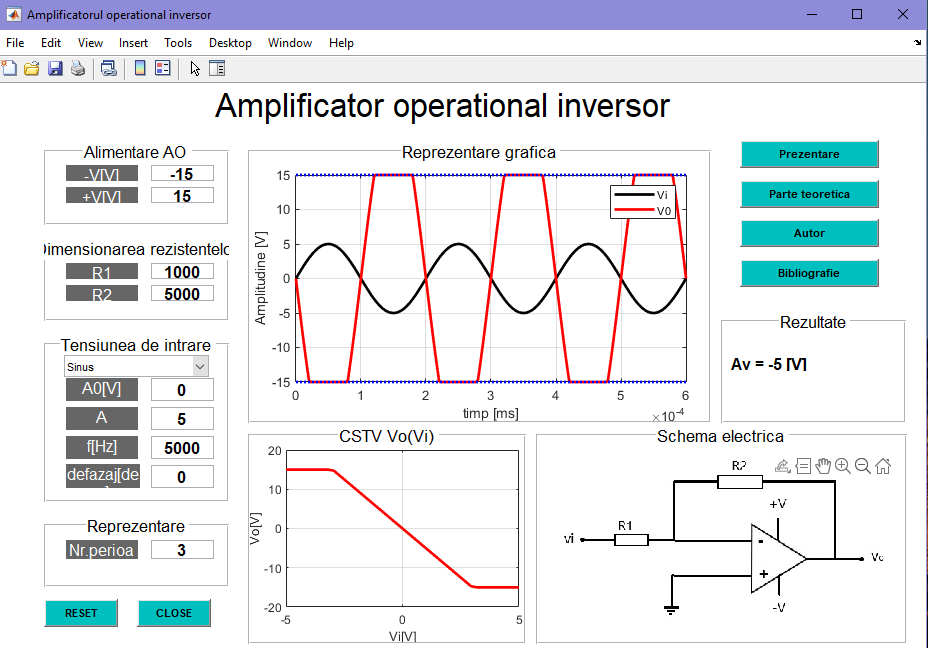 Amplificatorul operational inversor
File Edit View Insert Tools Desktop Window Help
Amplificator operational inversor
Alimentare AO
-V[V] -15
+V[V] 15
Dimensionarea rezistentelo
R1 1000
R2 5000
Tensiunea de intrare
Sinus
A0[V] 0
A 5
f[Hz] 5000
defazaj[de 0
Reprezentare
Nr.perioa 3
RESET CLOSE
Reprezentare grafica
Amplitudine [V]
15
10
5
0
-5
-10
-15
Vi
V0
0 1 2 3 4 5 6
timp [ms]
×10-4
CSTV Vo(Vi)
Vo[V]
20
10
0
-10
-20
-5 0 5
Vi[V]
Prezentare
Parte teoretica
Autor
Bibliografie
Rezultate
Av = -5 [V]
Schema electrica
R2
+V
vi R1
-
+
Vo
-V